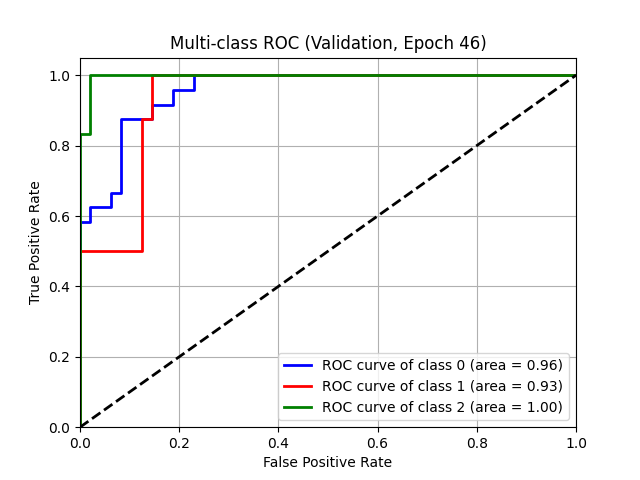 Multi-class ROC (Validation, Epoch 46)
True Positive Rate
1.0
0.8
0.6
0.4
0.2
0.0
ROC curve of class 0 (area = 0.96)
ROC curve of class 1 (area = 0.93)
ROC curve of class 2 (area = 1.00)
0.0 0.2 0.4 0.6 0.8 1.0
False Positive Rate